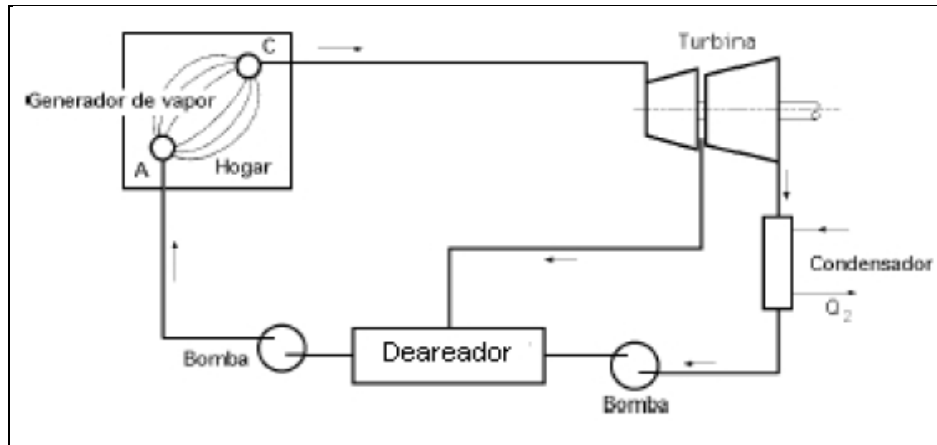 C
Turbina
Generador de vapor
A
Hogar
Condensador
Q2
Bomba
Deareador
Bomba